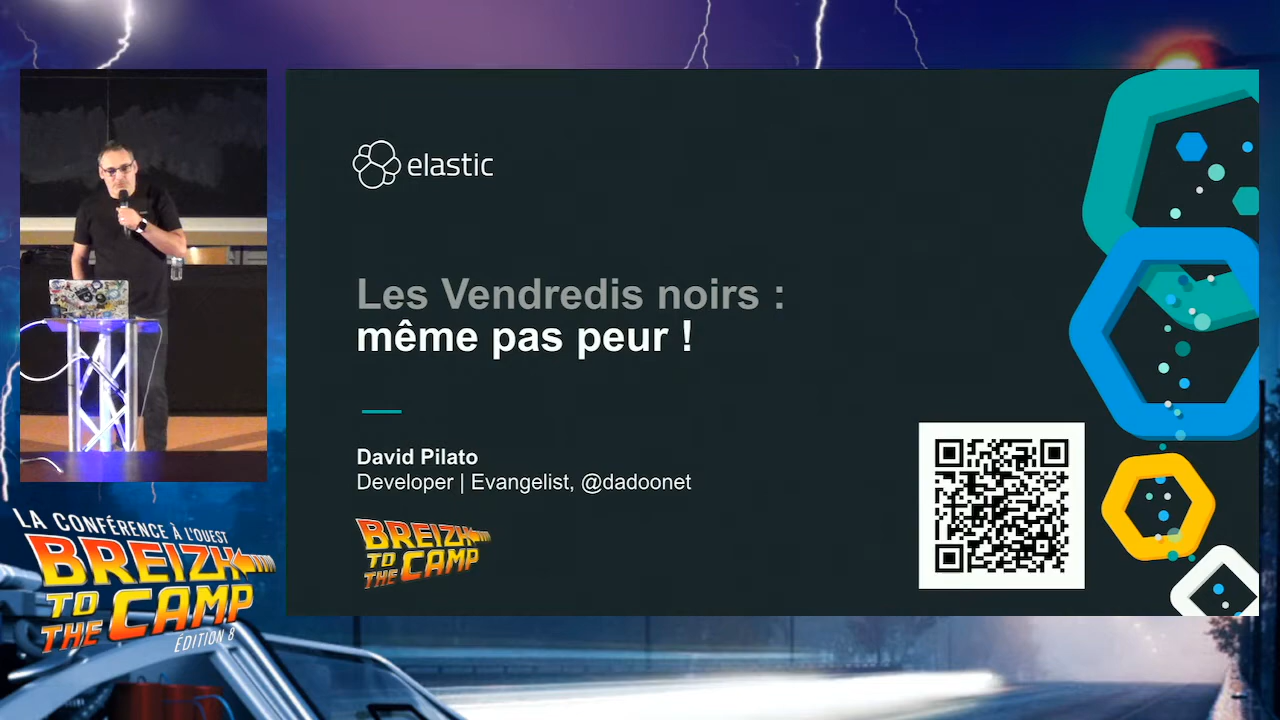 elastic
Les Vendredis noirs :
même pas peur !
David Pilato
Developer | Evangelist, @dadoonet
BREIZH
TO
THE CAMP
LA CONFÉRENCE À L'OUEST
BREIZH
TO
THE CAMP
ÉDITION 8